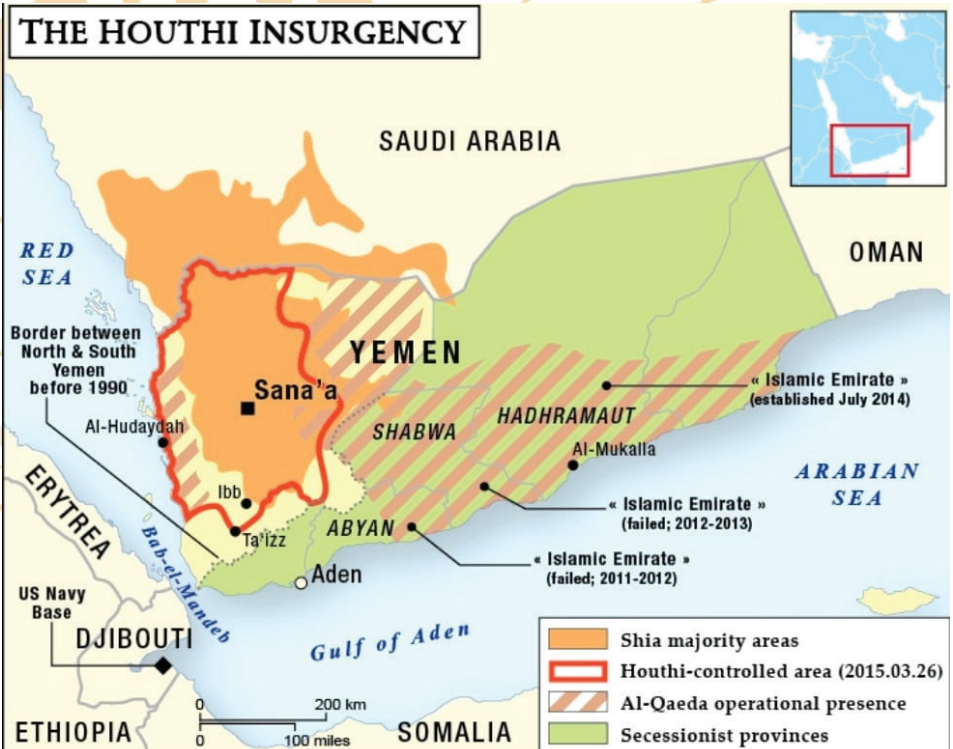 THE HOUTHI INSURGENCY
SAUDI ARABIA
OMAN
RED
SEA
Border between
North & South
Yemen
before 1990
YEMEN
Sana'a
« Islamic Emirate »
(established July 2014)
Al-Hudaydah
SHABWA
HADHRAMAUT
Al-Mukalla
ARABIAN
SEA
Ibb
« Islamic Emirate »
(failed; 2012-2013)
ERYTREA
Ta'izz
ABYAN
« Islamic Emirate »
(failed; 2011-2012)
Bab-el-Mandeb
Aden
US Navy
Base
DJIBOUTI
Gulf of Aden
ETHIOPIA
0 200 km
0 100 miles
SOMALIA
Shia majority areas
Houthi-controlled area (2015.03.26)
Al-Qaeda operational presence
Secessionist provinces